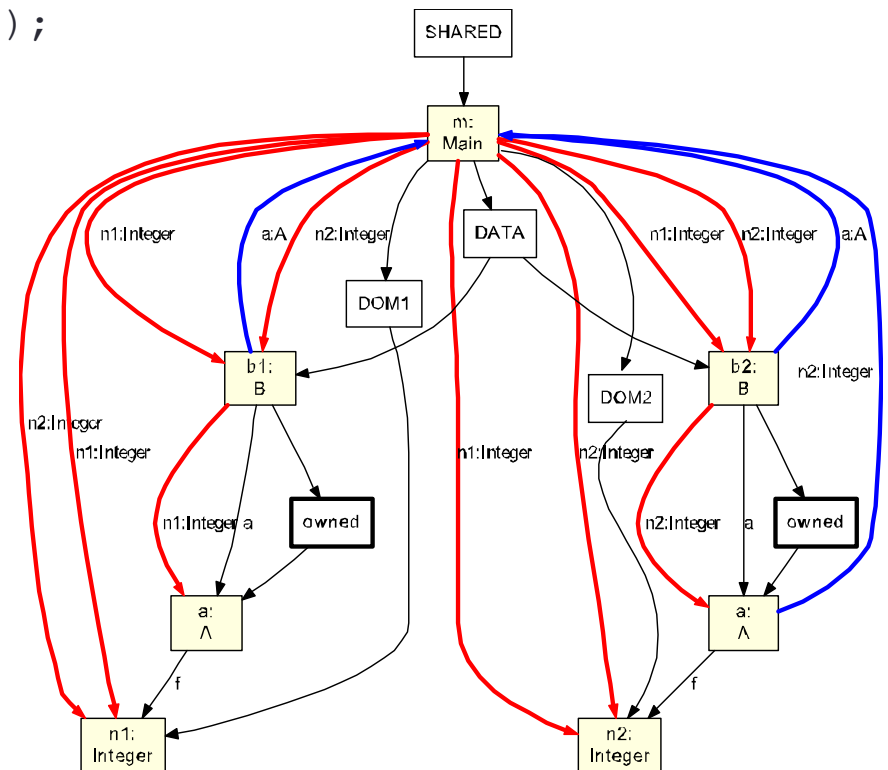 );
SHARED
m:
Main
n1:Integer
a:A
n2:Integer
DATA
n1:Integer
n2:Integer
a:A
DOM1
b1:
B
b2:
B
DOM2
n2:Integer
n2:Integer
n1:Integer
n1:Integer
n2:Integer
n1:Integer
a
owned
n2:Integer
a
owned
a:
A
a:
A
f
f
n1:
Integer
n2:
Integer